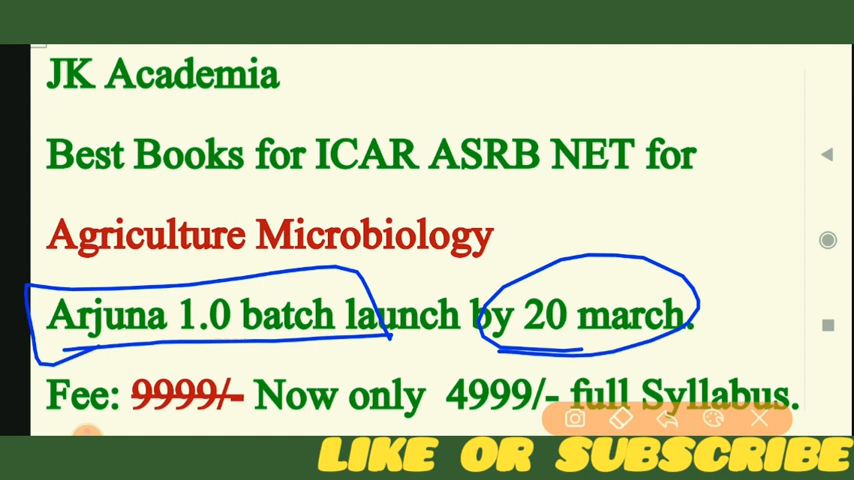 JK Academia
Best Books for ICAR ASRB NET for
Agriculture Microbiology
Arjuna 1.0 batch launch by 20 march.
Fee: 9999/- Now only 4999/- full Syllabus.
LIKE OR SUBSCRIBE